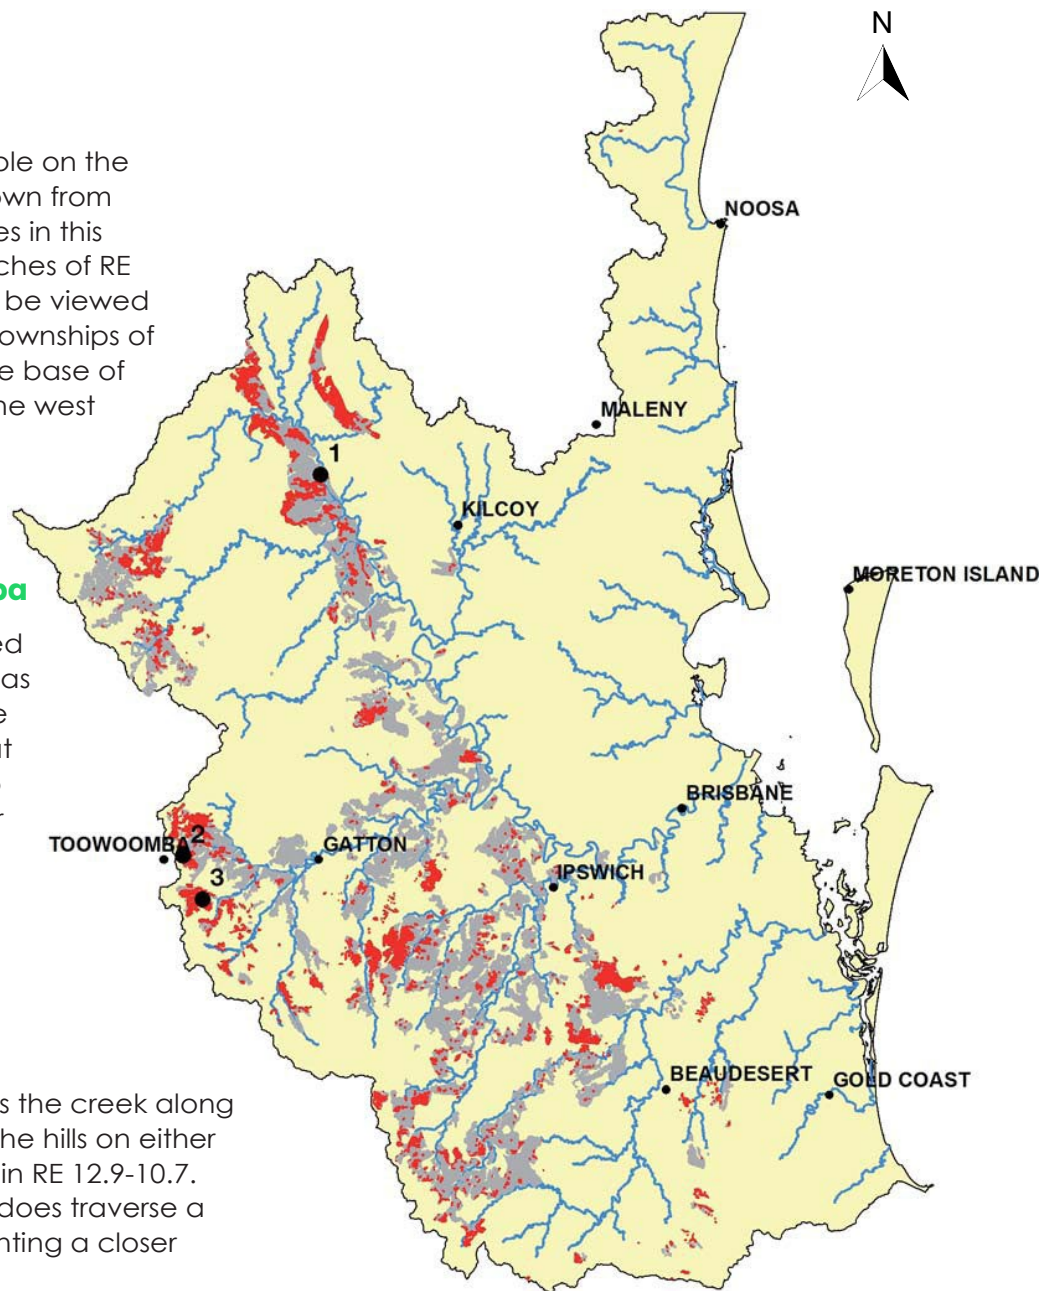 N
ble on the
own from
es in this
ches of RE
be viewed
ownships of
e base of
he west
ba
ed
as
e
s the creek along
he hills on either
in RE 12.9-10.7.
does traverse a
nting a closer
NOOSA
MALENY
1
KILCOY
MORETON ISLAND
BRISBANE
2
TOOWOOMBA
GATTON
3
IPSWICH
BEAUDESERT
GOLD COAST